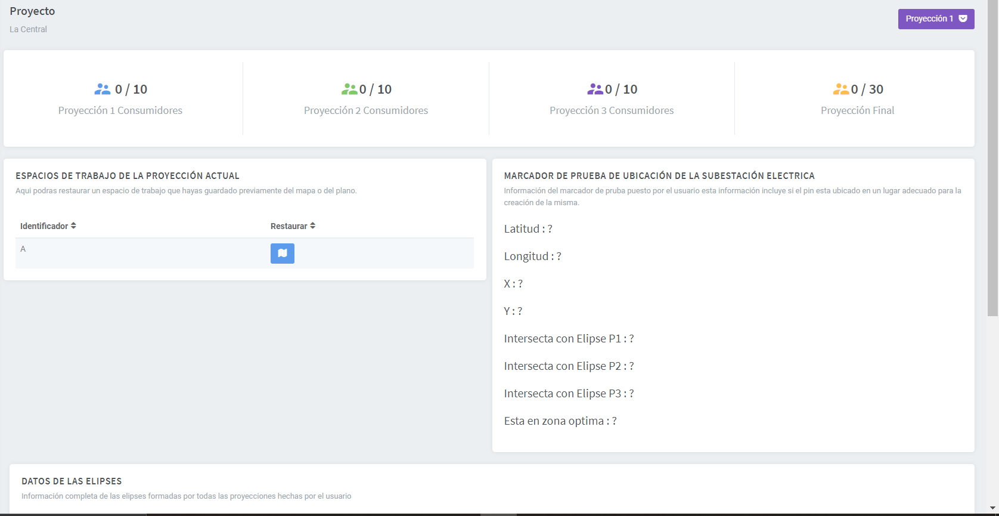 Proyecto
La Central
Proyección 1
0 / 10
Proyección 1 Consumidores
0 / 10
Proyección 2 Consumidores
0 / 10
Proyección 3 Consumidores
0 / 30
Proyección Final
ESPACIOS DE TRABAJO DE LA PROYECCIÓN ACTUAL
Aqui podras restaurar un espacio de trabajo que hayas guardado previamente del mapa o del plano.
Identificador
Restaurar
A
MARCADOR DE PRUEBA DE UBICACIÓN DE LA SUBESTACIÓN ELECTRICA
Información del marcador de pruba puesto por el usuario esta información incluye si el pin esta ubicado en un lugar adecuado para la
creación de la misma.
Latitud : ?
Longitud : ?
X : ?
Y : ?
Intersecta con Elipse P1 : ?
Intersecta con Elipse P2 : ?
Intersecta con Elipse P3 : ?
Esta en zona optima : ?
DATOS DE LAS ELIPSES
Información completa de las elipses formadas por todas las proyecciones hechas por el usuario